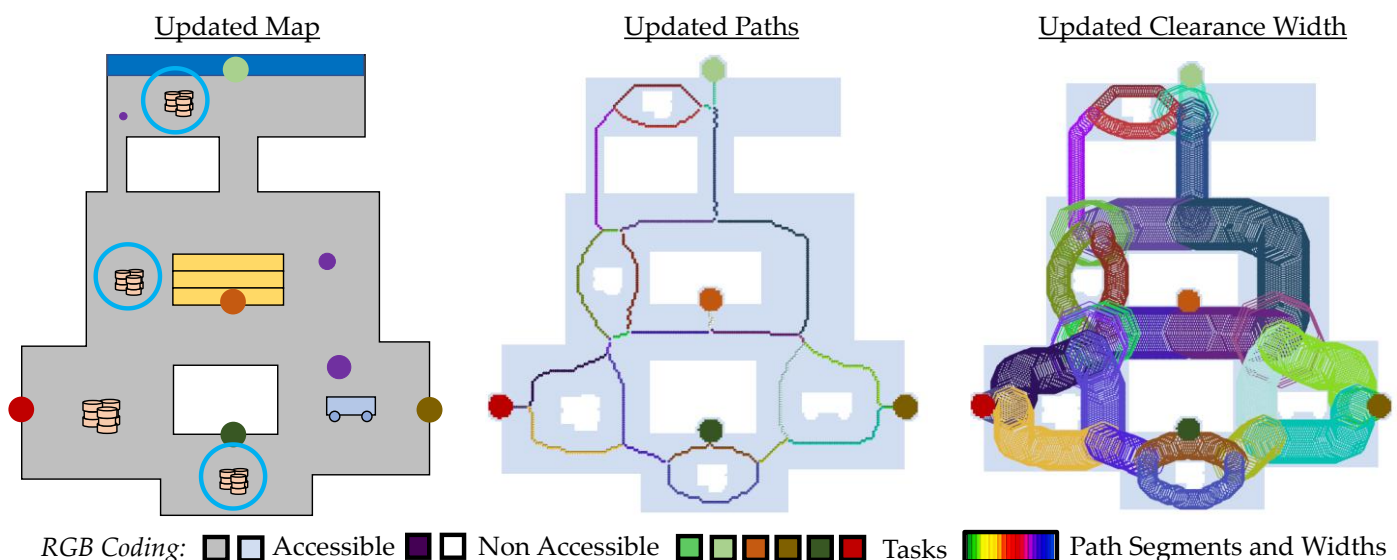 Updated Map
Updated Paths
Updated Clearance Width
RGB Coding: Accessible Non Accessible Tasks Path Segments and Widths